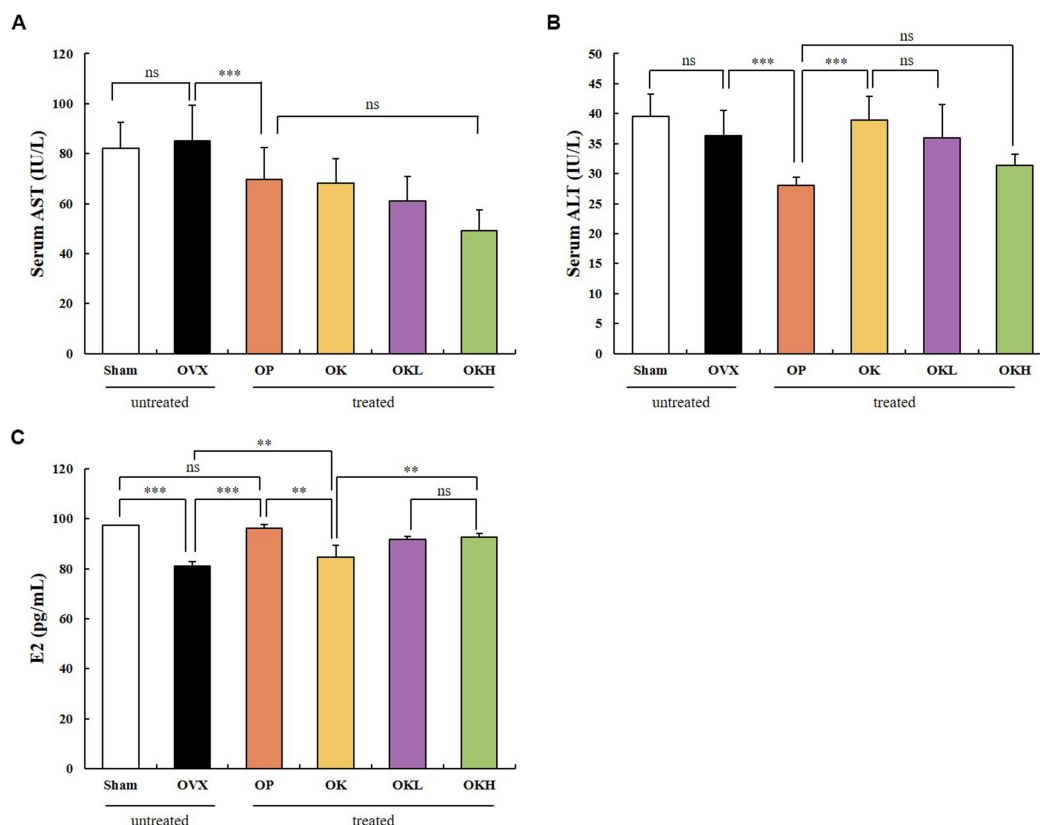 A
Serum AST (IU/L)
120
100
80
60
40
20
0
ns
***
ns
Sham OVX OP OK OKL OKH
untreated treated
B
Serum ALT (IU/L)
50
45
40
35
30
25
20
15
10
5
0
ns
ns
***
***
ns
Sham OVX OP OK OKL OKH
untreated treated
C
E2 (pg/mL)
120
100
80
60
40
20
0
**
ns
**
***
***
**
ns
Sham OVX OP OK OKL OKH
untreated treated